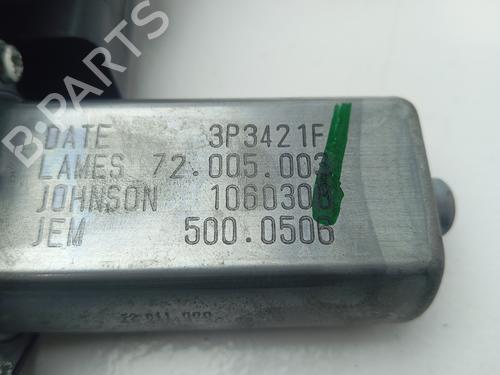 B-Parts
DATE 3P3421F
LAMES 72.005.003
JOHNSON 1060308
JEM 500.0506